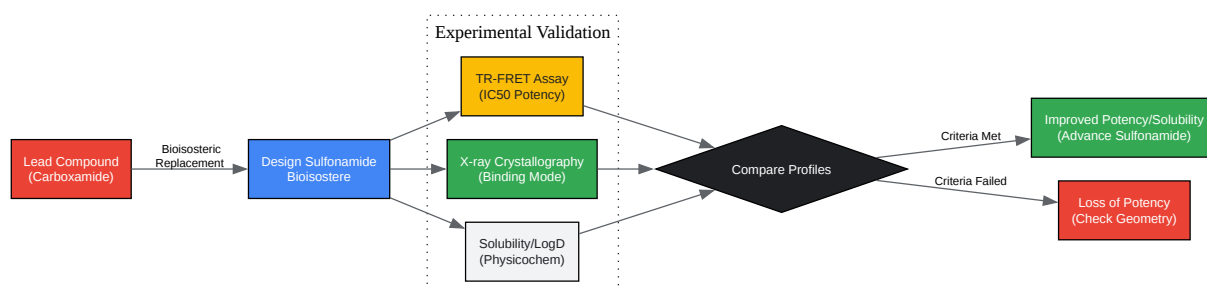 Experimental Validation
Lead Compound
(Carboxamide)
Bioisosteric
Replacement
Design Sulfonamide
Bioisostere
TR-FRET Assay
(IC50 Potency)
X-ray Crystallography
(Binding Mode)
Solubility/LogD
(Physicochem)
Compare Profiles
Criteria Met
Improved Potency/Solubility
(Advance Sulfonamide)
Criteria Failed
Loss of Potency
(Check Geometry)